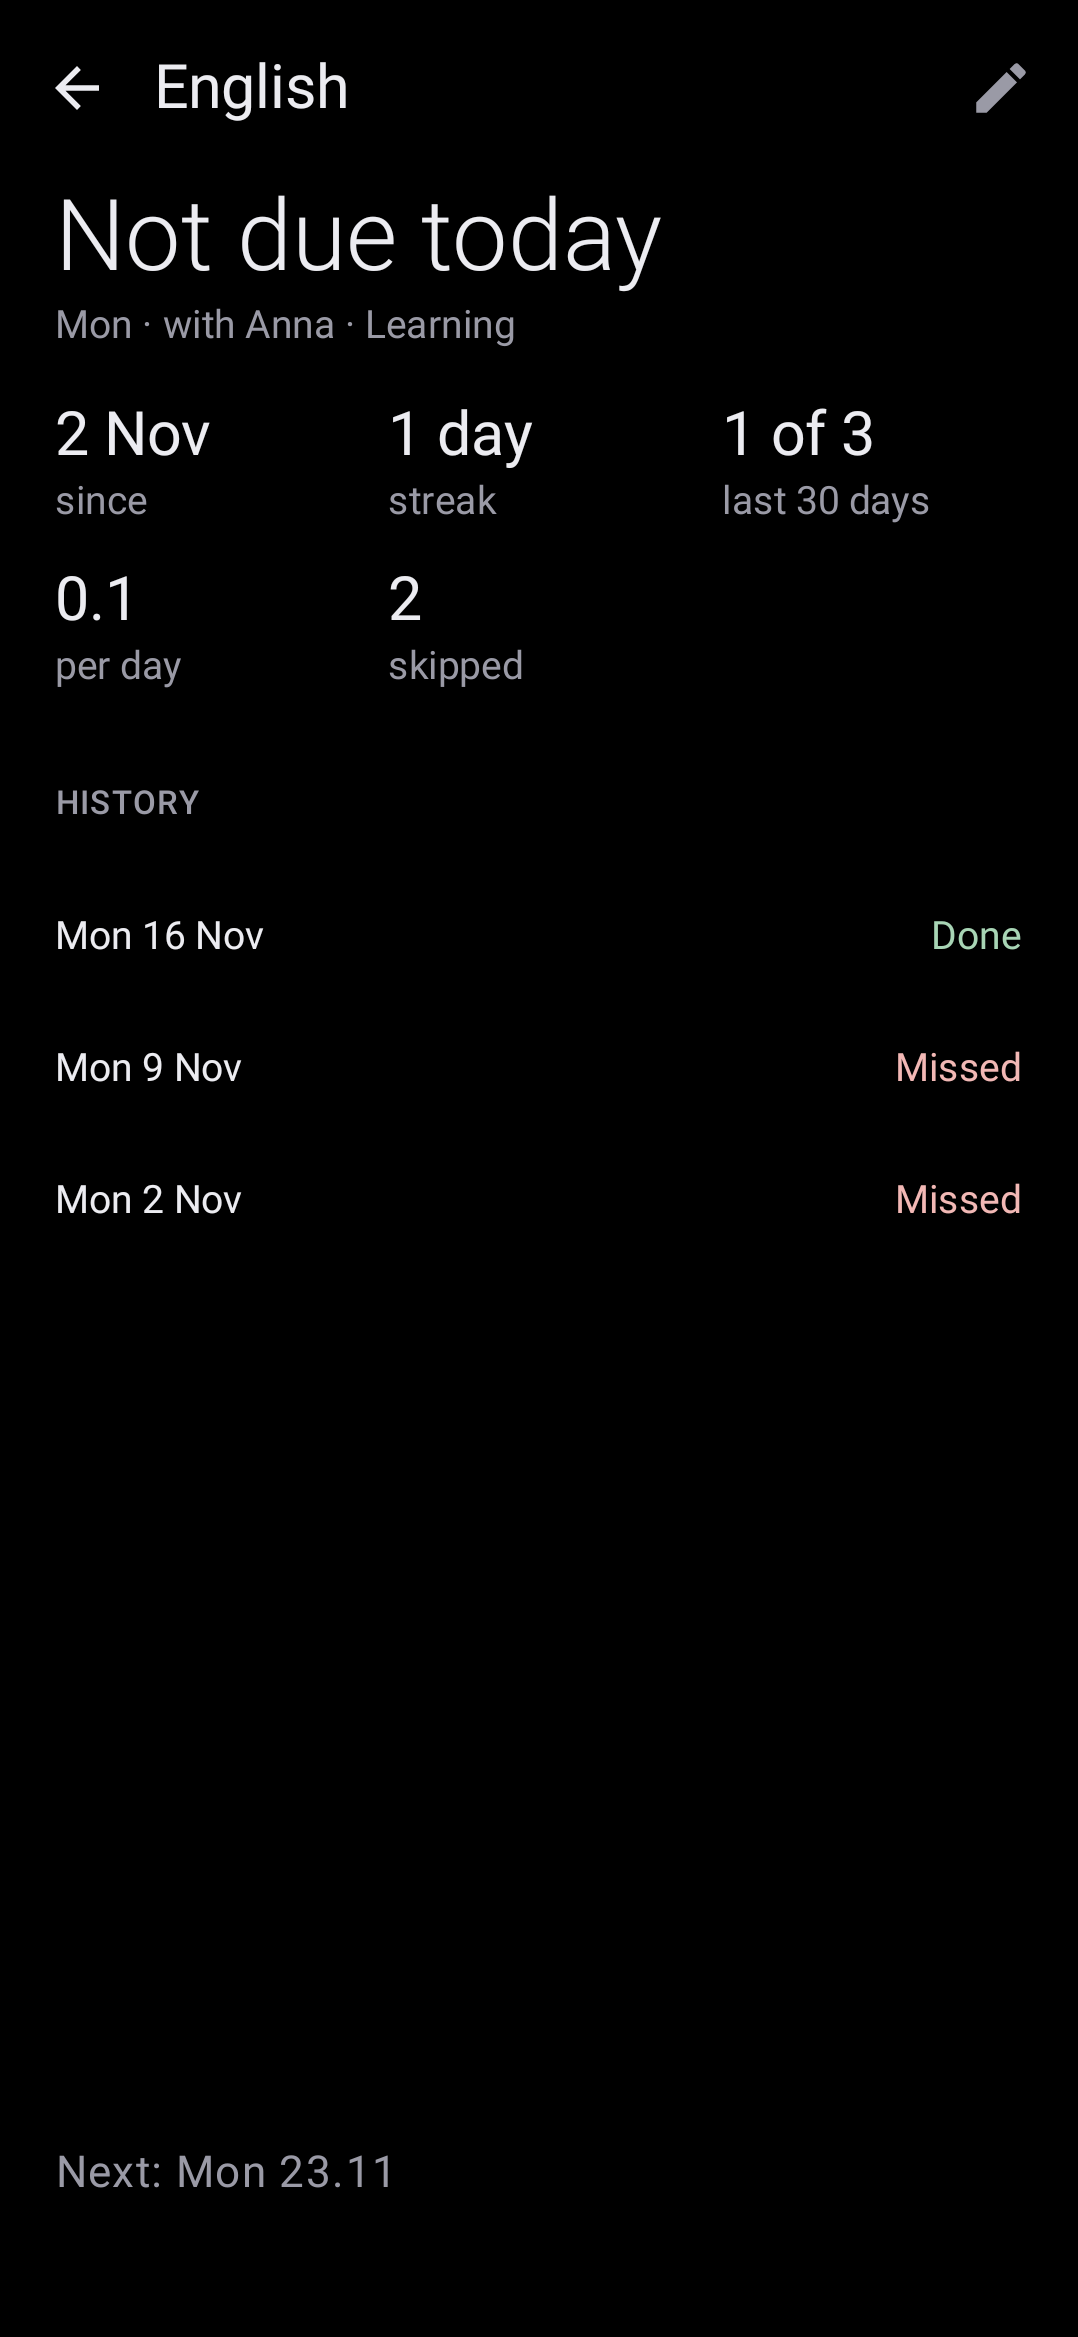 English
Not due today
Mon · with Anna · Learning
2 Nov 1 day 1 of 3
since streak last 30 days
0.1 2
per day skipped
HISTORY
Mon 16 Nov Done
Mon 9 Nov Missed
Mon 2 Nov Missed
Next: Mon 23.11